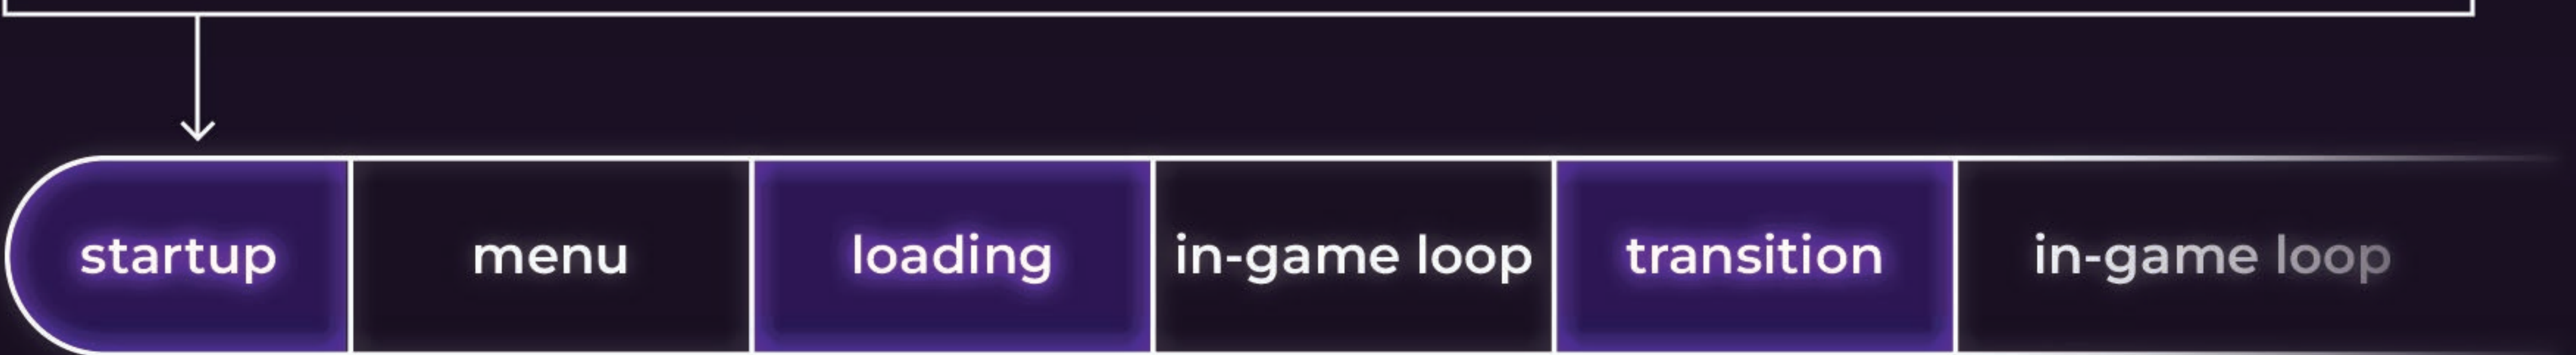 startup
menu
loading
in-game loop
transition
in-game loop